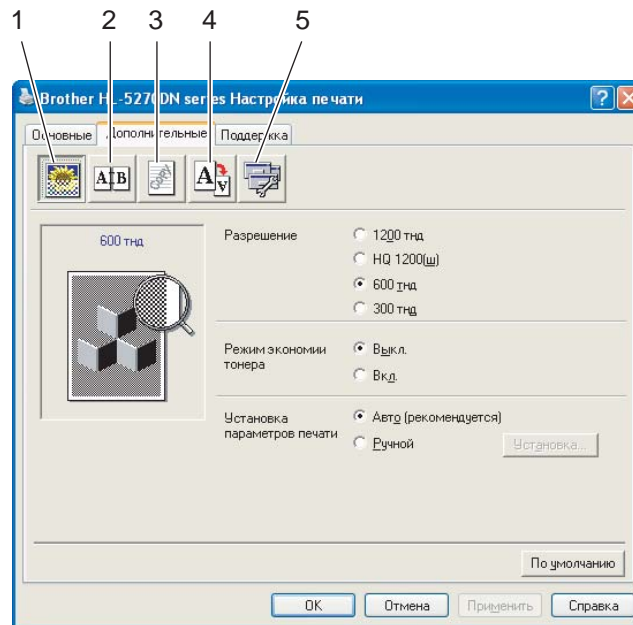 1 2 3 4 5
Brother HL-5270DN series Настройка печати
Основные Дополнительные Поддержка
A B A A
600 тнд
Разрешение
1200 тнд
HQ 1200(ш)
600 тнд
300 тнд
Режим экономии
тонера
Выкл.
Вкл.
Установка
параметров печати
Авто (рекомендуется)
Ручной
Установка...
По умолчанию
OK Отмена Применить Справка